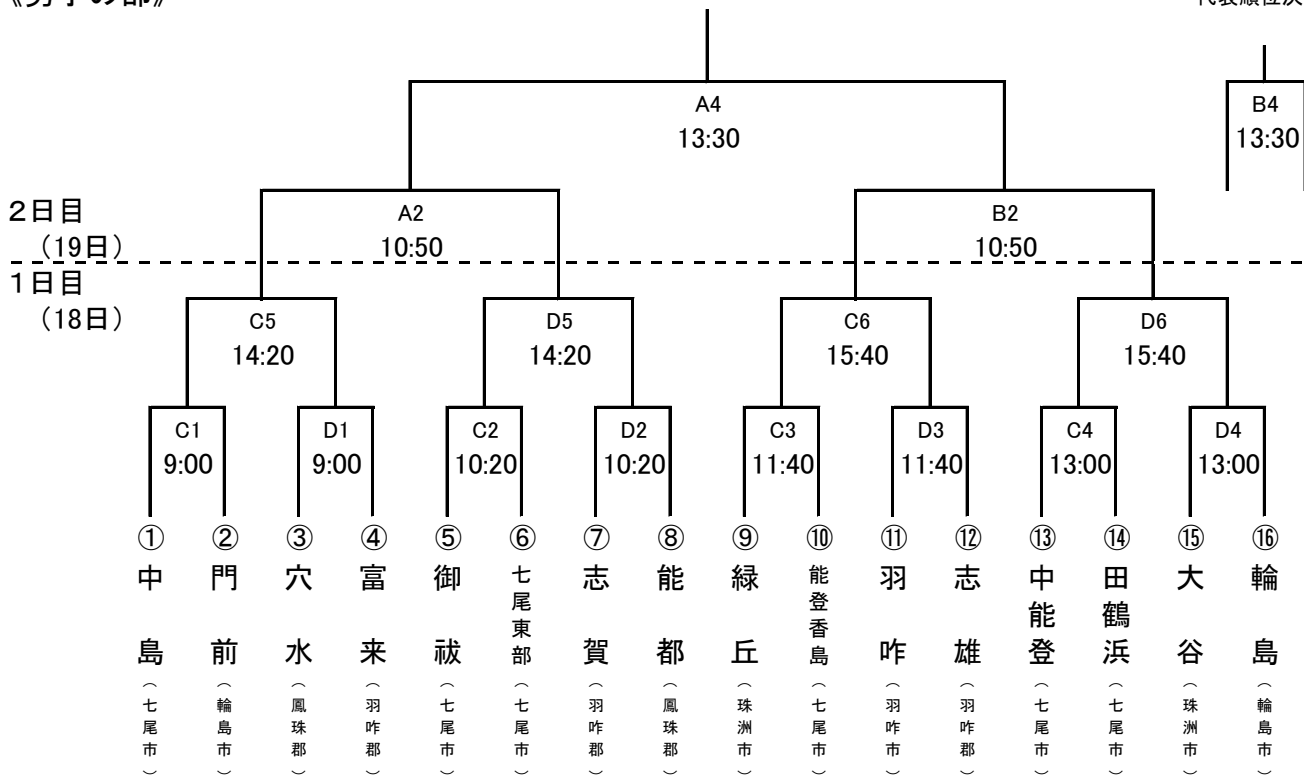 《男子の部》
代表順位決
A4
13:30
B4
13:30
2日目
(19日)
A2
10:50
B2
10:50
1日目
(18日)
C5
14:20
D5
14:20
C6
15:40
D6
15:40
C1
9:00
D1
9:00
C2
10:20
D2
10:20
C3
11:40
D3
11:40
C4
13:00
D4
13:00
① 中島 (七尾市)
② 門前 (輪島市)
③ 穴水 (鳳珠郡)
④ 富来 (羽咋郡)
⑤ 御祓 (七尾市)
⑥ 七尾東部 (七尾市)
⑦ 志賀 (羽咋郡)
⑧ 能都 (鳳珠郡)
⑨ 緑丘 (珠洲市)
⑩ 能登香島 (七尾市)
⑪ 羽咋 (羽咋市)
⑫ 志雄 (羽咋郡)
⑬ 中能登 (七尾市)
⑭ 田鶴浜 (七尾市)
⑮ 大谷 (珠洲市)
⑯ 輪島 (輪島市)